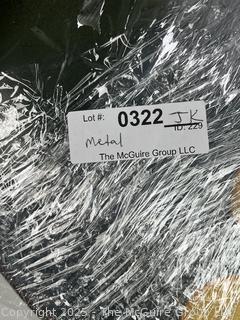 Lot #: 0322 JK
ID: 229
Metal
The McGuire Group LLC
Copyright 2025 - The McGuire Group LLC